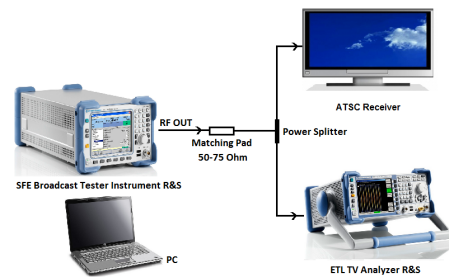 ATSC Receiver
RF OUT
Matching Pad
50-75 Ohm
Power Splitter
SFE Broadcast Tester Instrument R&S
PC
ETL TV Analyzer R&S